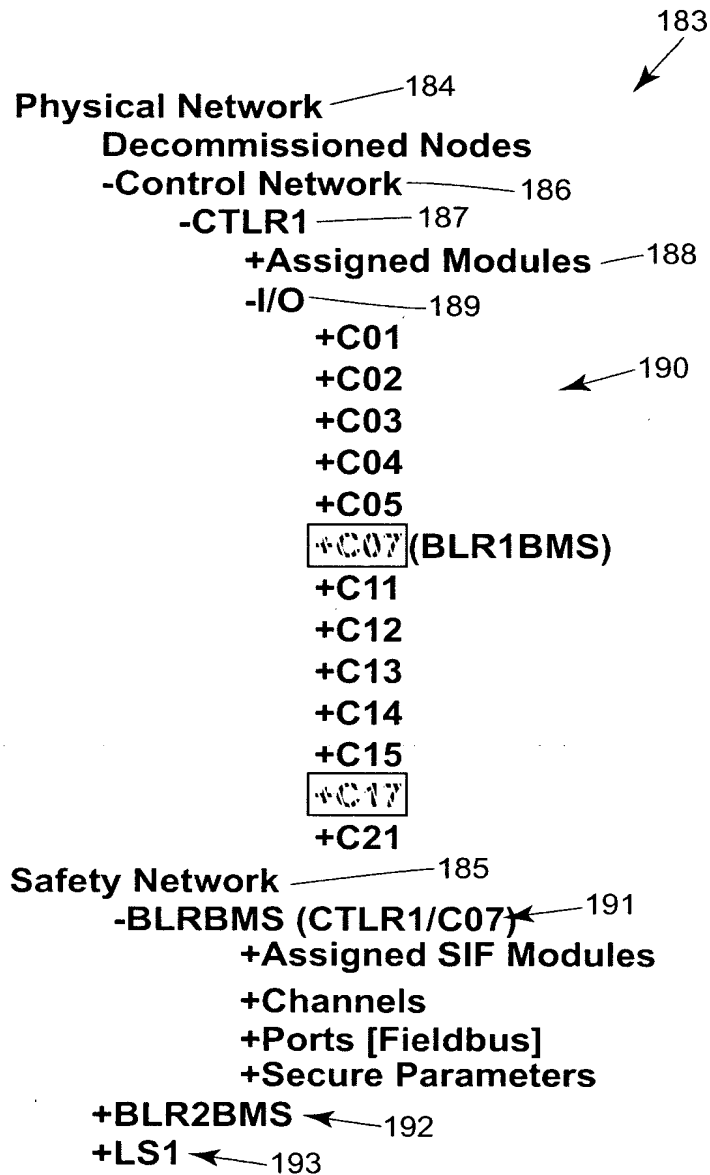 183
Physical Network 184
Decommissioned Nodes
-Control Network 186
-CTLR1 187
+Assigned Modules 188
-I/O 189
+C01
+C02
190
+C03
+C04
+C05
+C07 (BLR1BMS)
+C11
+C12
+C13
+C14
+C15
+C17
+C21
Safety Network 185
-BLRBMS (CTLR1/C07) 191
+Assigned SIF Modules
+Channels
+Ports [Fieldbus]
+Secure Parameters
+BLR2BMS 192
+LS1 193